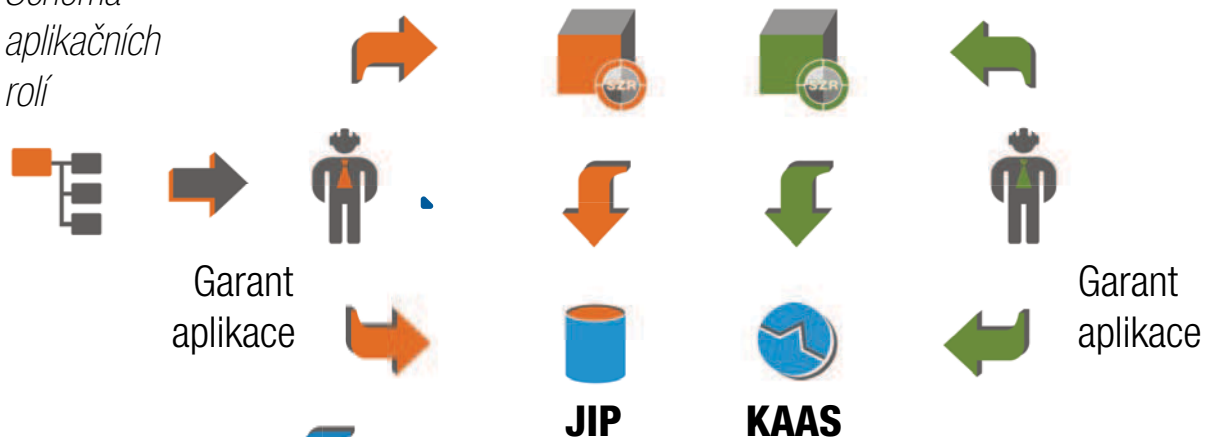 aplikačních
rolí
SZR
SZR
Garant
aplikace
Garant
aplikace
JIP
KAAS